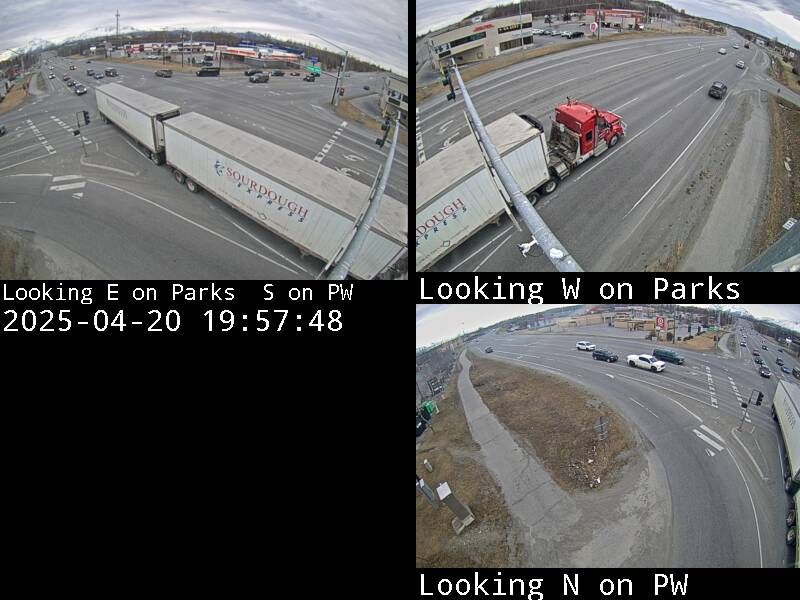 SOURDOUGH
EXPRESS
Looking E on Parks  S on PW
2025-04-20 19:57:48
DOUGH
PRESS
Looking W on Parks
Looking N on PW